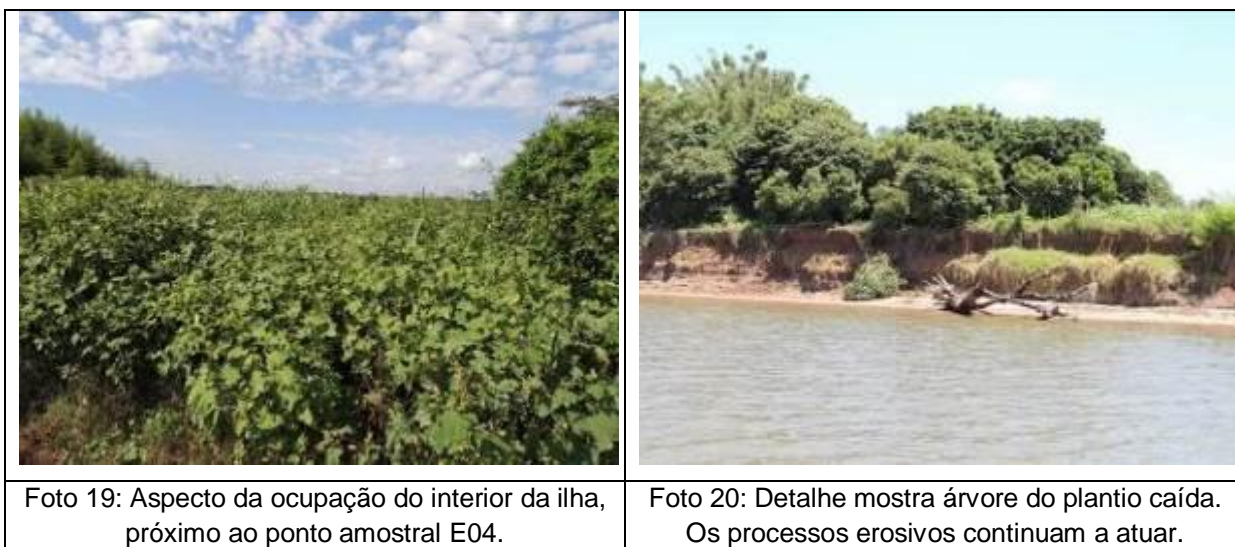 Foto 19: Aspecto da ocupação do interior da ilha,
próximo ao ponto amostral E04.
Foto 20: Detalhe mostra árvore do plantio caída.
Os processos erosivos continuam a atuar.